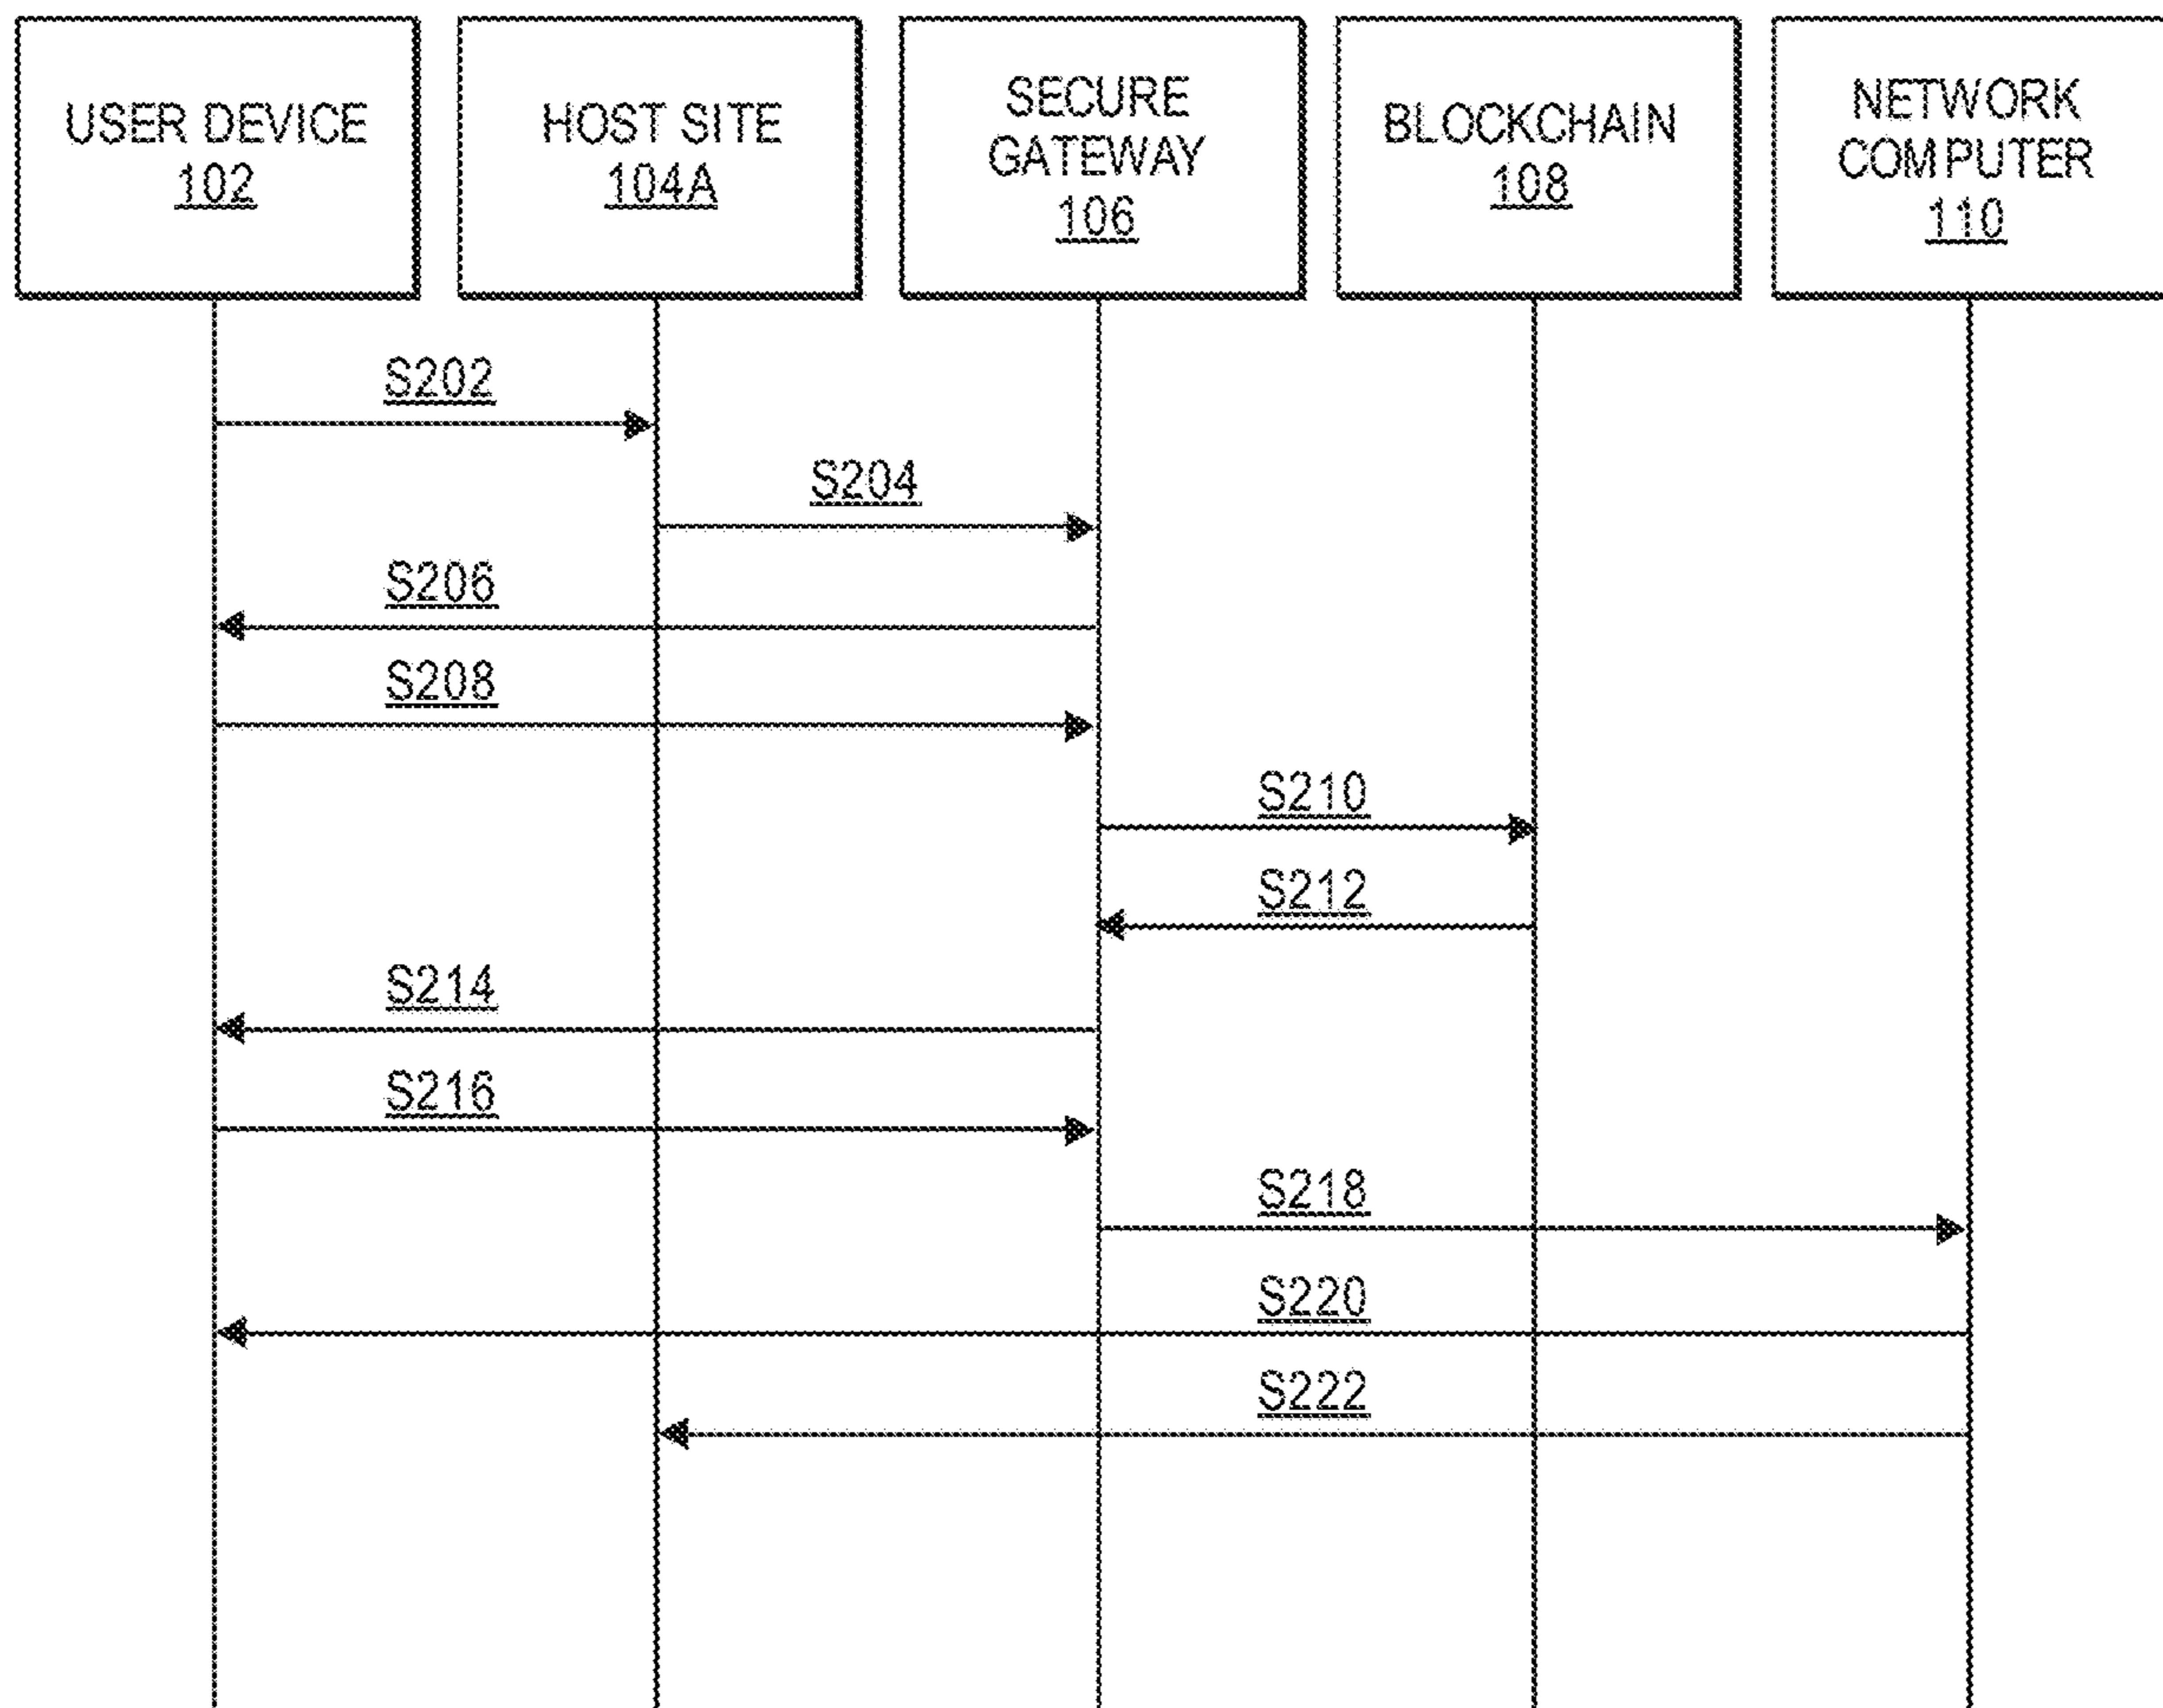 USER DEVICE
102
HOST SITE
104A
SECURE
GATEWAY
106
BLOCKCHAIN
108
NETWORK
COMPUTER
110
S202
S204
S206
S208
S210
S212
S214
S216
S218
S220
S222